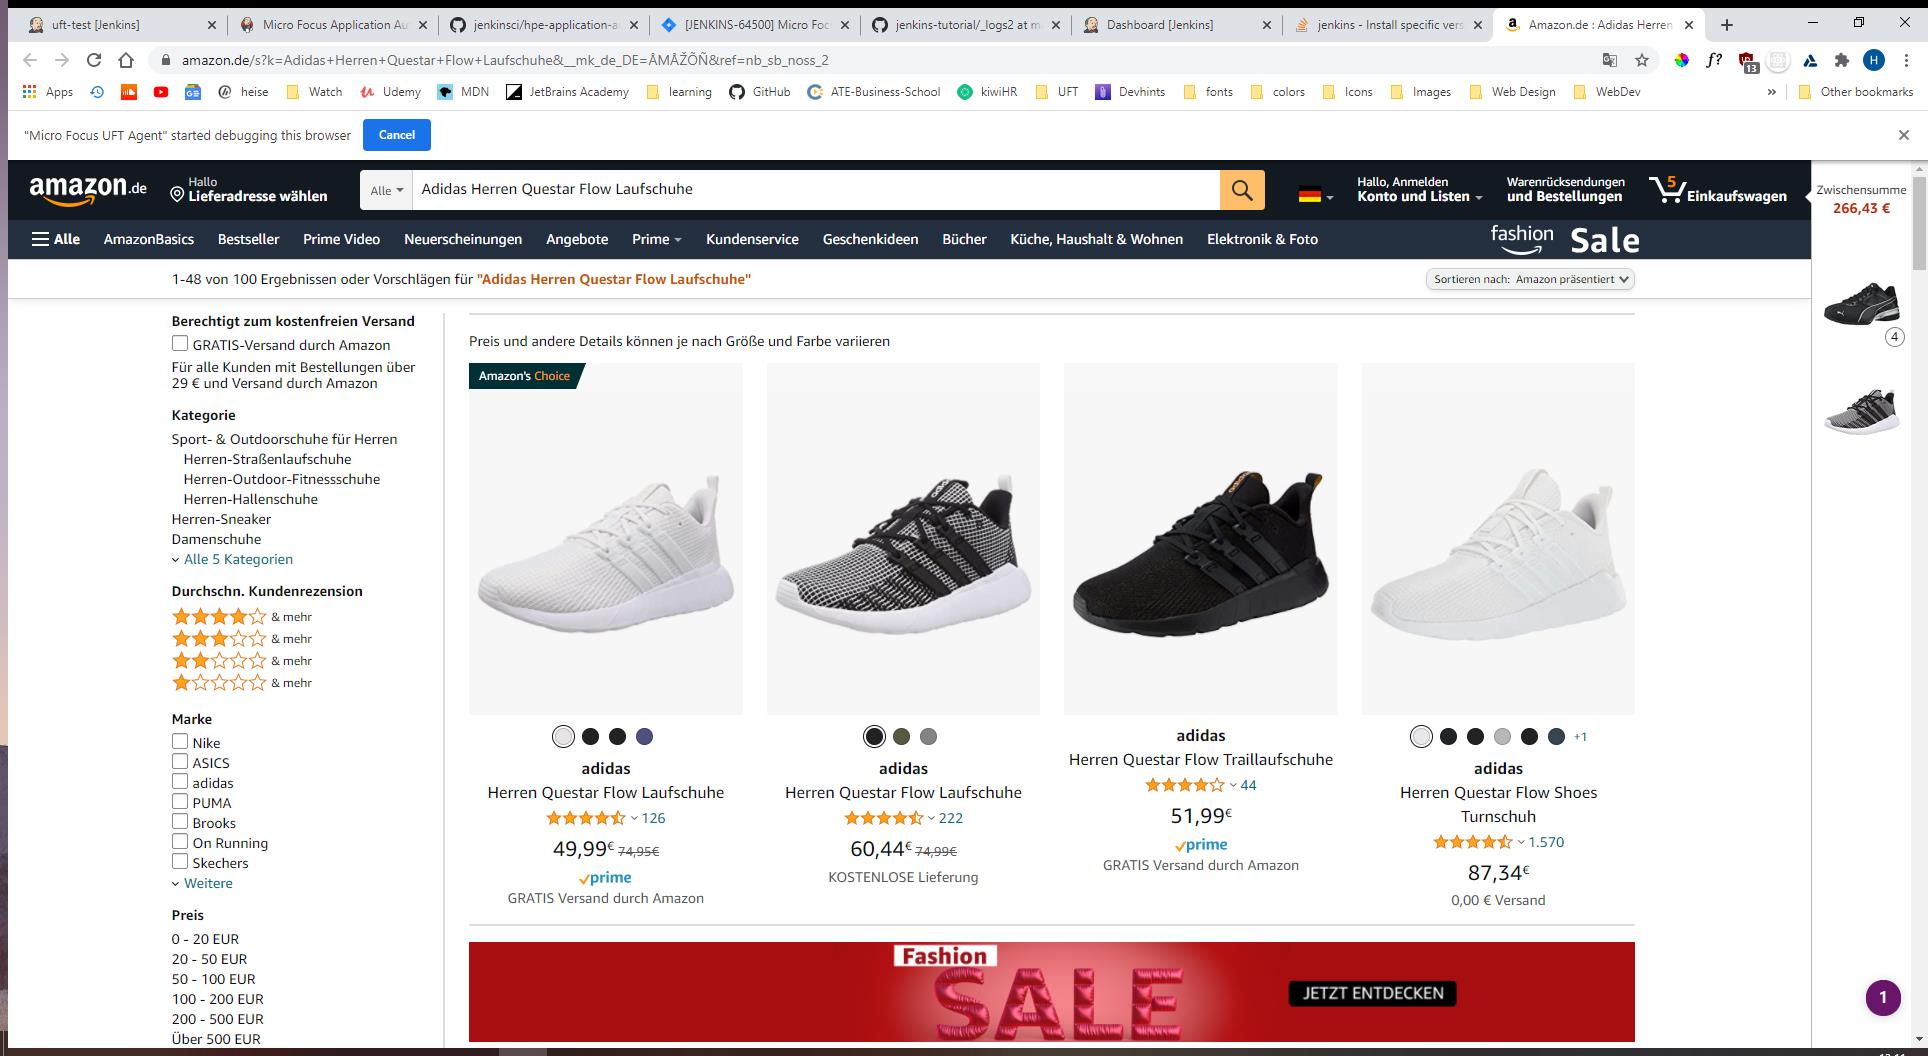 uft-test [Jenkins]
Micro Focus Application Au
jenkinsci/hpe-application-a
[JENKINS-64500] Micro Foc
jenkins-tutorial/_logs2 at m
Dashboard [Jenkins]
jenkins - Install specific vers
Amazon.de : Adidas Herren
amazon.de/s?k=Adidas+Herren+Questar+Flow+Laufschuhe&__mk_de_DE=ÅMÅŽÕÑ&ref=nb_sb_noss_2
f?
13
H
Apps
heise
Watch
Udemy
MDN
JetBrains Academy
learning
GitHub
ATE-Business-School
kiwiHR
UFT
Devhints
fonts
colors
Icons
Images
Web Design
WebDev
»
Other bookmarks
"Micro Focus UFT Agent" started debugging this browser
Cancel
amazon.de
Hallo
Lieferadresse wählen
Alle
Adidas Herren Questar Flow Laufschuhe
Hallo, Anmelden
Konto und Listen
Warenrücksendungen
und Bestellungen
5
Einkaufswagen
Zwischensumme
266,43 €
Alle
AmazonBasics
Bestseller
Prime Video
Neuerscheinungen
Angebote
Prime
Kundenservice
Geschenkideen
Bücher
Küche, Haushalt & Wohnen
Elektronik & Foto
fashion Sale
1-48 von 100 Ergebnissen oder Vorschlägen für "Adidas Herren Questar Flow Laufschuhe"
Sortieren nach: Amazon präsentiert
4
Berechtigt zum kostenfreien Versand
GRATIS-Versand durch Amazon
Für alle Kunden mit Bestellungen über
29 € und Versand durch Amazon
Kategorie
Sport- & Outdoorschuhe für Herren
Herren-Straßenlaufschuhe
Herren-Outdoor-Fitnessschuhe
Herren-Hallenschuhe
Herren-Sneaker
Damenschuhe
Alle 5 Kategorien
Durchschn. Kundenrezension
& mehr
& mehr
& mehr
& mehr
Marke
Nike
ASICS
adidas
PUMA
Brooks
On Running
Skechers
Weitere
Preis
0 - 20 EUR
20 - 50 EUR
50 - 100 EUR
100 - 200 EUR
200 - 500 EUR
Über 500 EUR
Preis und andere Details können je nach Größe und Farbe variieren
Amazon's Choice
adidas
Herren Questar Flow Laufschuhe
126
49,99€ 74,95€
prime
GRATIS Versand durch Amazon
adidas
Herren Questar Flow Laufschuhe
222
60,44€ 74,99€
KOSTENLOSE Lieferung
adidas
Herren Questar Flow Traillaufschuhe
44
51,99€
prime
GRATIS Versand durch Amazon
+1
adidas
Herren Questar Flow Shoes
Turnschuh
1.570
87,34€
0,00 € Versand
Fashion
SALE
JETZT ENTDECKEN
1